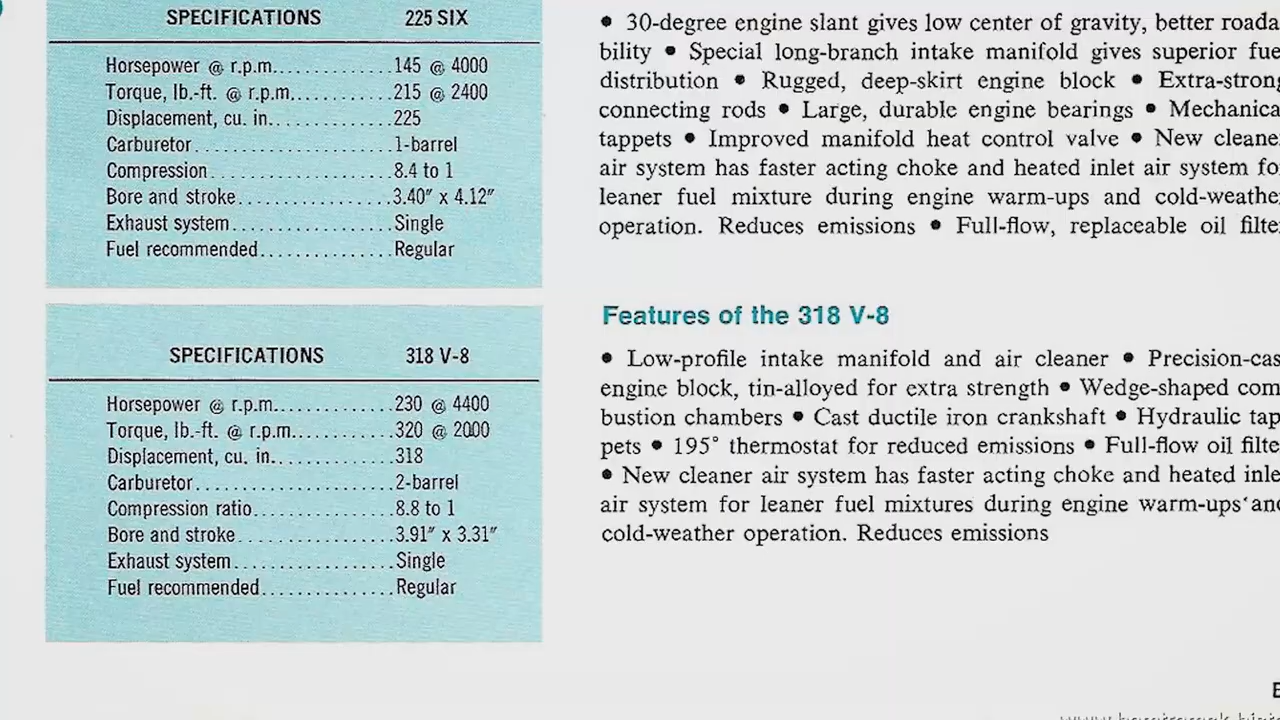 SPECIFICATIONS 225 SIX
Horsepower @ r.p.m. 145 @ 4000
Torque, lb.-ft. @ r.p.m. 215 @ 2400
Displacement, cu. in. 225
Carburetor 1-barrel
Compression 8.4 to 1
Bore and stroke 3.40″ x 4.12″
Exhaust system Single
Fuel recommended Regular
SPECIFICATIONS 318 V-8
Horsepower @ r.p.m. 230 @ 4400
Torque, lb.-ft. @ r.p.m. 320 @ 2000
Displacement, cu. in. 318
Carburetor 2-barrel
Compression ratio 8.8 to 1
Bore and stroke 3.91″ x 3.31″
Exhaust system Single
Fuel recommended Regular
• 30-degree engine slant gives low center of gravity, better roada
bility • Special long-branch intake manifold gives superior fue
distribution • Rugged, deep-skirt engine block • Extra-strong
connecting rods • Large, durable engine bearings • Mechanica
tappets • Improved manifold heat control valve • New cleane
air system has faster acting choke and heated inlet air system fo
leaner fuel mixture during engine warm-ups and cold-weathe
operation. Reduces emissions • Full-flow, replaceable oil filte
Features of the 318 V-8
• Low-profile intake manifold and air cleaner • Precision-cas
engine block, tin-alloyed for extra strength • Wedge-shaped com
bustion chambers • Cast ductile iron crankshaft • Hydraulic tap
pets • 195° thermostat for reduced emissions • Full-flow oil filte
• New cleaner air system has faster acting choke and heated inle
air system for leaner fuel mixtures during engine warm-ups and
cold-weather operation. Reduces emissions